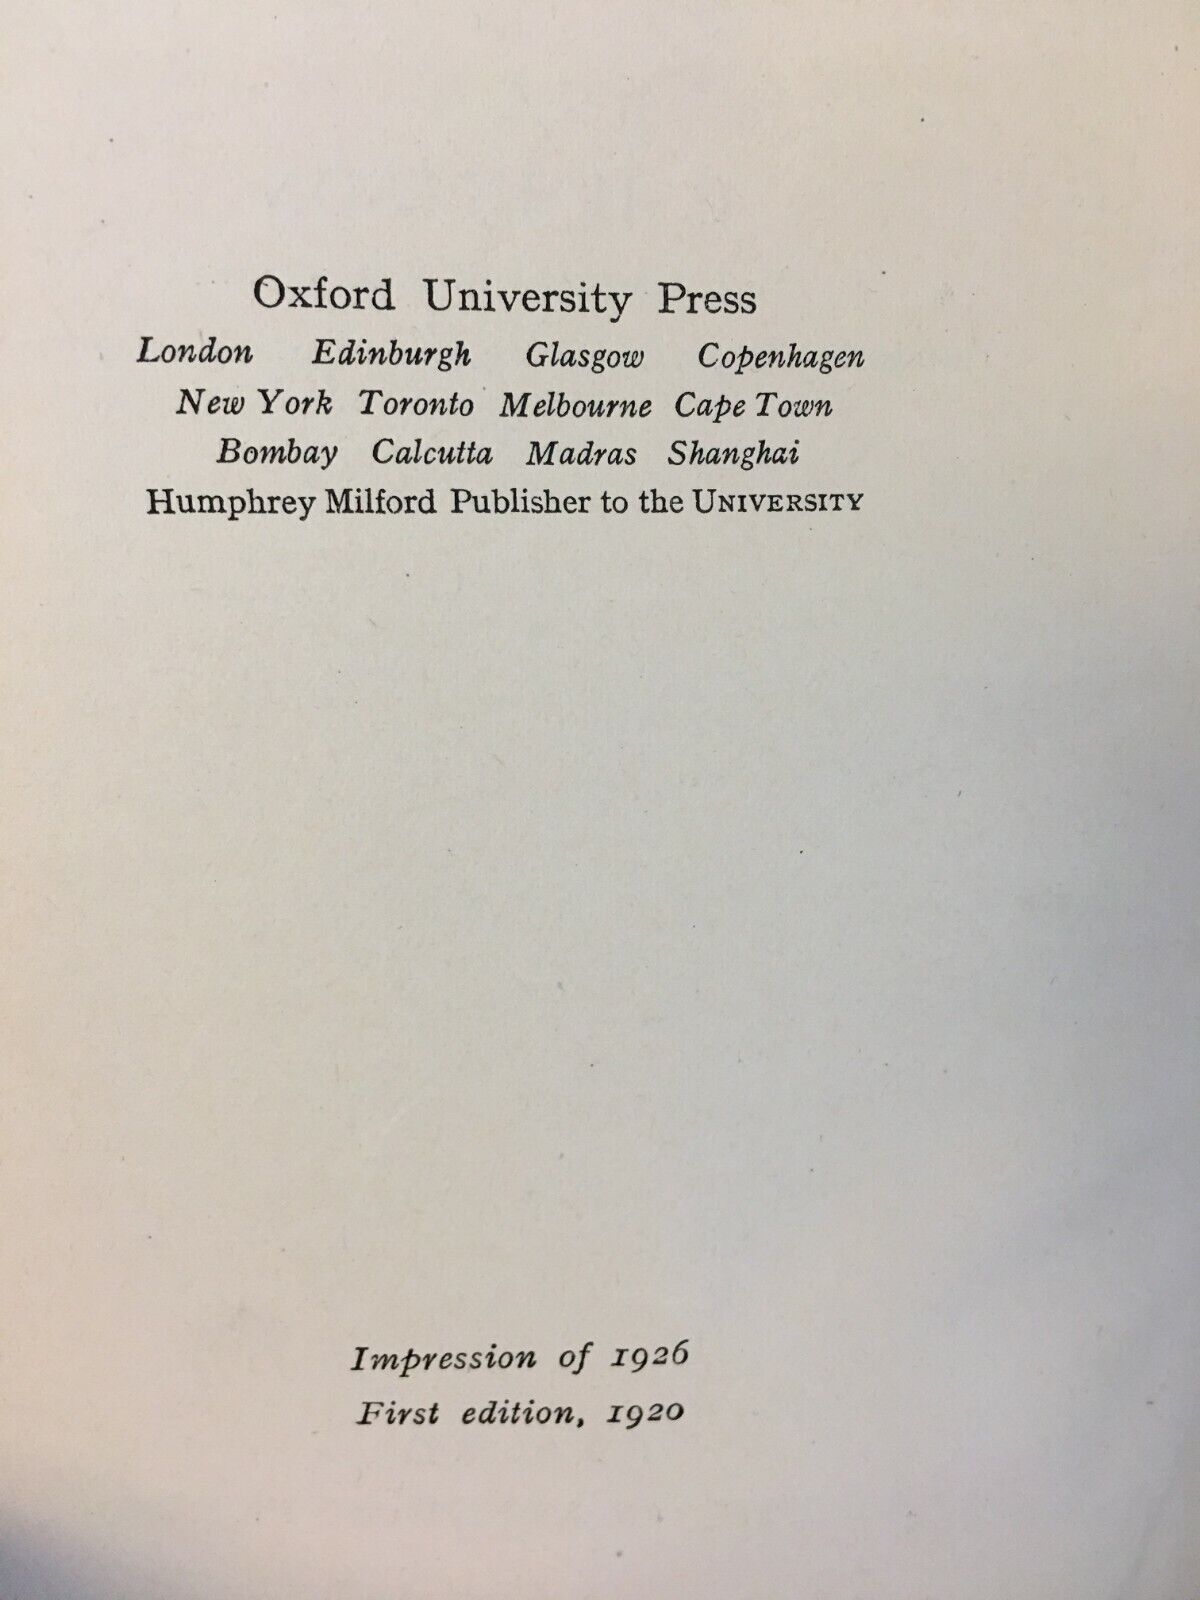 Oxford University Press
London Edinburgh Glasgow Copenhagen
New York Toronto Melbourne Cape Town
Bombay Calcutta Madras Shanghai
Humphrey Milford Publisher to the UNIVERSITY
Impression of 1926
First edition, 1920